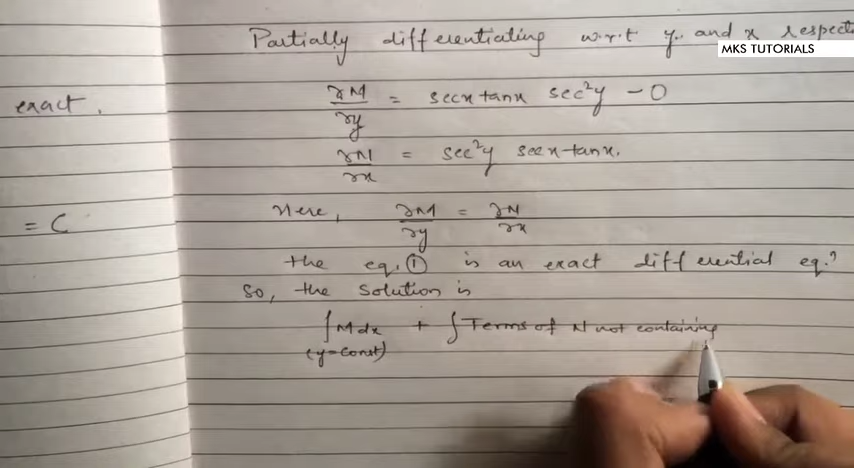 Partially differentiating w.r.t y, and x respect
MKS TUTORIALS
exact.
∂M/∂y = secx tanx sec²y - 0
∂N/∂x = sec²y secx tanx.
Here, ∂M/∂y = ∂N/∂x
= C
the eq. ① is an exact differential eq.ⁿ
So, the solution is
∫Mdx + ∫Terms of N not containing
(y=const)